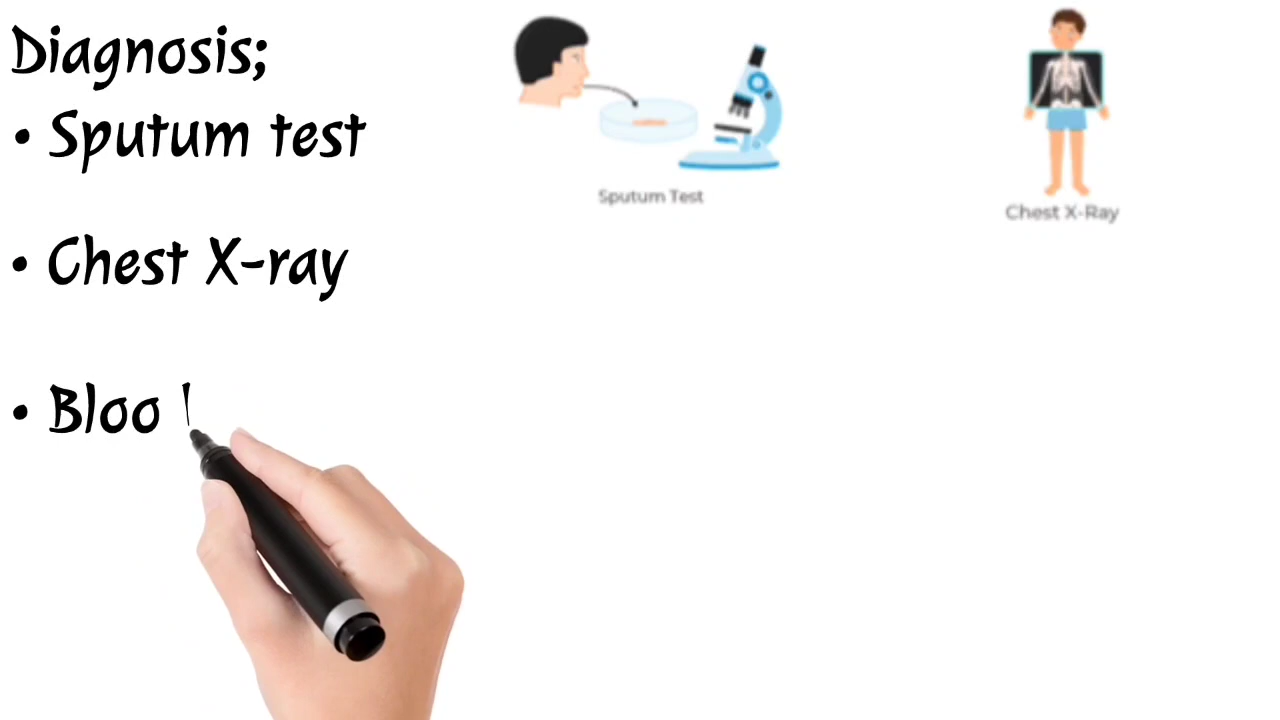 Diagnosis;
• Sputum test
Sputum Test
Chest X-Ray
• Chest X-ray
• Bloo